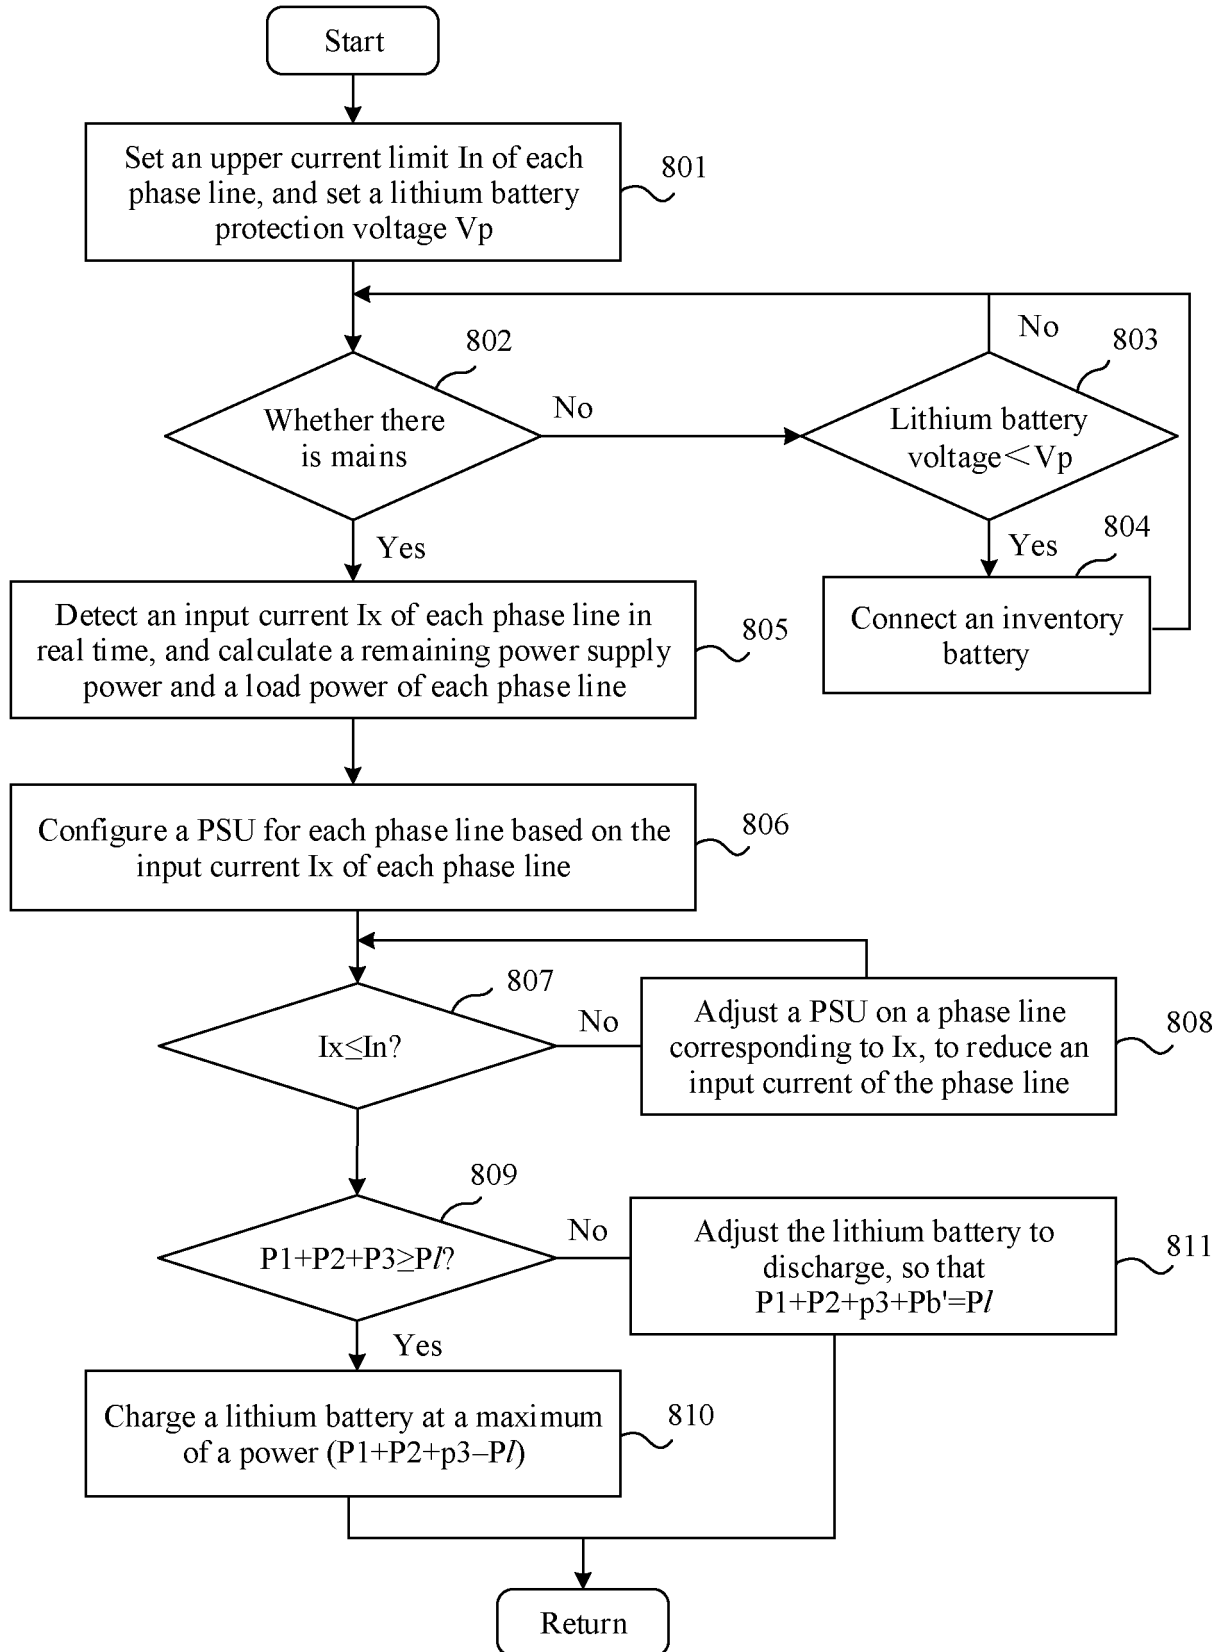 Start
Set an upper current limit In of each
phase line, and set a lithium battery
protection voltage Vp
801
802
Whether there
is mains
No
No
803
Lithium battery
voltage<Vp
Yes
Yes
804
Connect an inventory
battery
Detect an input current Ix of each phase line in
real time, and calculate a remaining power supply
power and a load power of each phase line
805
Configure a PSU for each phase line based on the
input current Ix of each phase line
806
807
Ix≤In?
No
Adjust a PSU on a phase line
corresponding to Ix, to reduce an
input current of the phase line
808
809
P1+P2+P3≥Pl?
No
Adjust the lithium battery to
discharge, so that
P1+P2+p3+Pb'=Pl
811
Yes
Charge a lithium battery at a maximum
of a power (P1+P2+p3–Pl)
810
Return